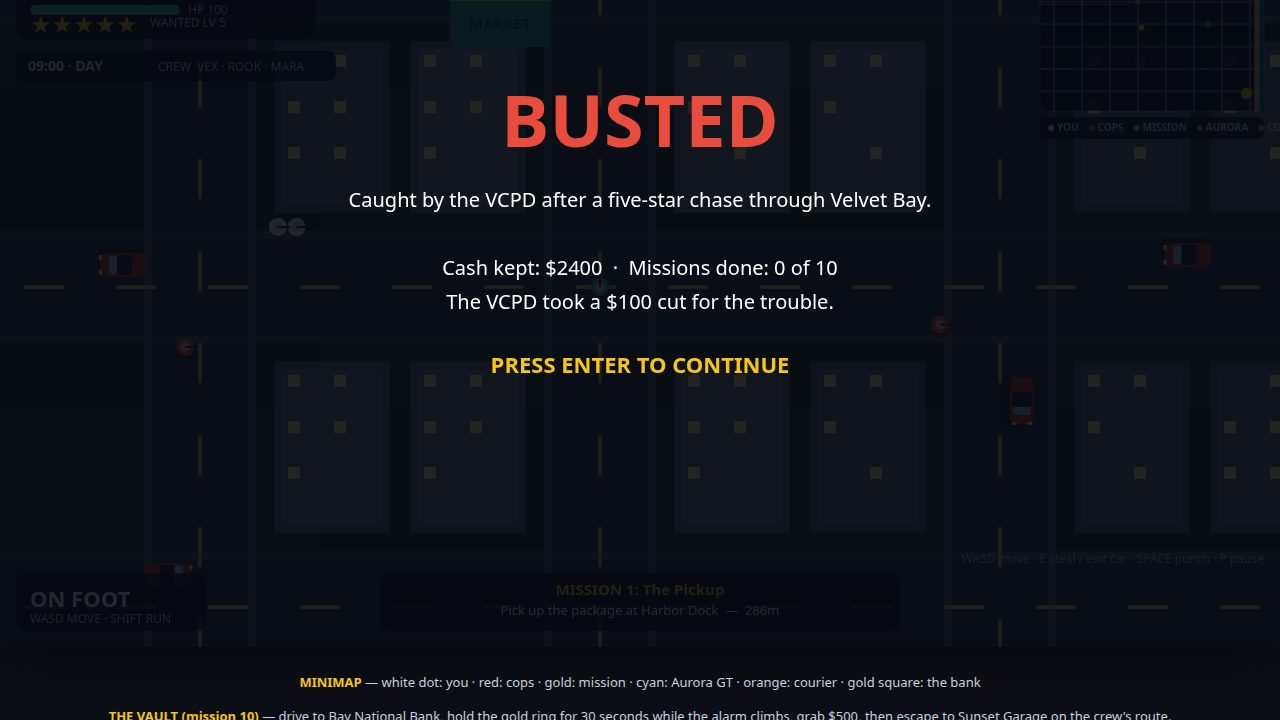 HP 100
★★★★★ WANTED LV 5
MARKET
09:00 · DAY CREW VEX · ROOK · MARA
YOU COPS MISSION AURORA CO
BUSTED
Caught by the VCPD after a five-star chase through Velvet Bay.
Cash kept: $2400 · Missions done: 0 of 10
The VCPD took a $100 cut for the trouble.
PRESS ENTER TO CONTINUE
WASD move · E steal / exit car · SPACE punch · P pause
ON FOOT
WASD MOVE · SHIFT RUN
MISSION 1: The Pickup
Pick up the package at Harbor Dock — 286m
MINIMAP — white dot: you · red: cops · gold: mission · cyan: Aurora GT · orange: courier · gold square: the bank
THE VAULT (mission 10) — drive to Bay National Bank, hold the gold ring for 30 seconds while the alarm climbs, grab $500, then escape to Sunset Garage on the crew's route.